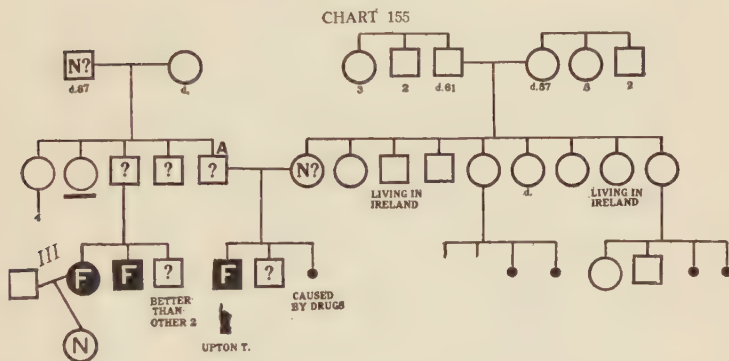 CHART 155
N?
d.67
d.
3
2
d.61
d.57
3
2
?
?
A
?
N?
4
LIVING IN
IRELAND
d.
LIVING IN
IRELAND
III
F
F
?
F
?
BETTER
THAN
OTHER 2
CAUSED
BY DRUGS
UPTON T.
N